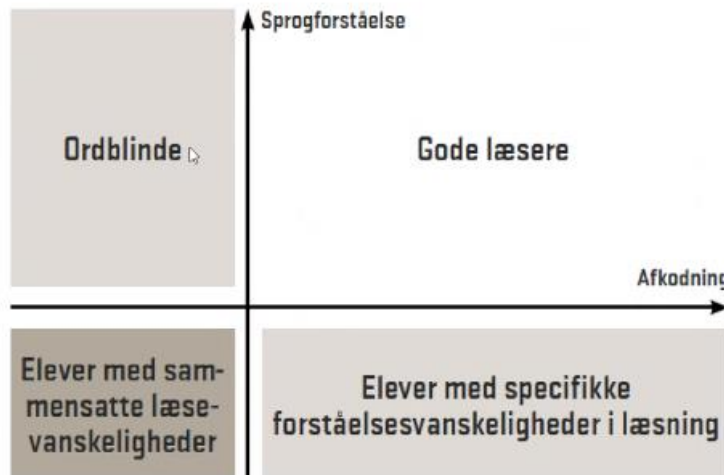 Sprogforståelse
Ordblinde
Gode læsere
Afkodning
Elever med sam-
mensatte læse-
vanskeligheder
Elever med specifikke
forståelsesvanskeligheder i læsning